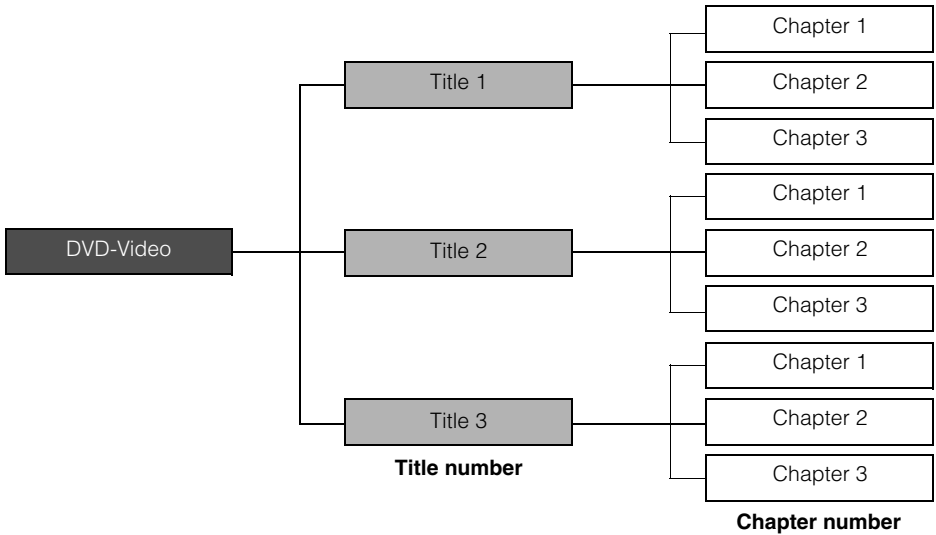 DVD-Video
Title 1
Chapter 1
Chapter 2
Chapter 3
Title 2
Chapter 1
Chapter 2
Chapter 3
Title 3
Chapter 1
Chapter 2
Chapter 3
Title number
Chapter number